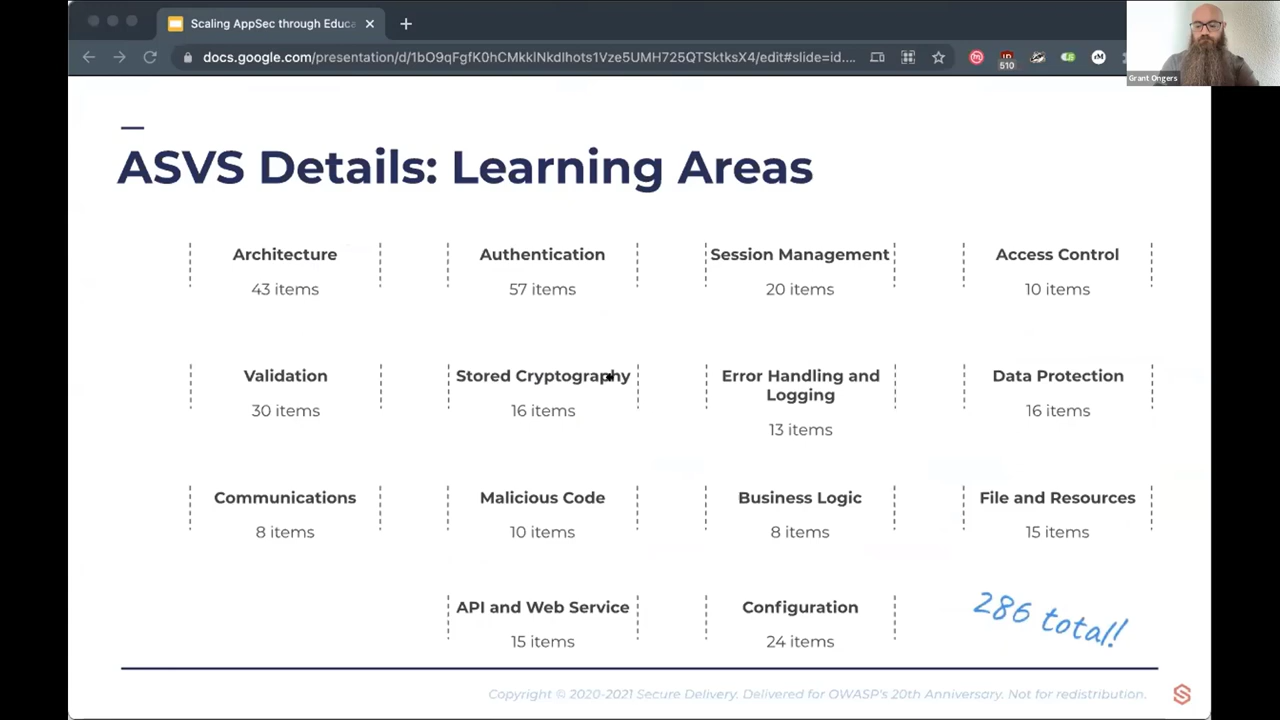 Scaling AppSec through Educa
docs.google.com/presentation/d/1bO9qFgfK0hCMkklNkdIhots1Vze5UMH725QTSktksX4/edit#slide=id....
510
Grant Ongers
ASVS Details: Learning Areas
Architecture
43 items
Authentication
57 items
Session Management
20 items
Access Control
10 items
Validation
30 items
Stored Cryptography
16 items
Error Handling and
Logging
13 items
Data Protection
16 items
Communications
8 items
Malicious Code
10 items
Business Logic
8 items
File and Resources
15 items
API and Web Service
15 items
Configuration
24 items
286 total!
Copyright © 2020-2021 Secure Delivery. Delivered for OWASP's 20th Anniversary. Not for redistribution.